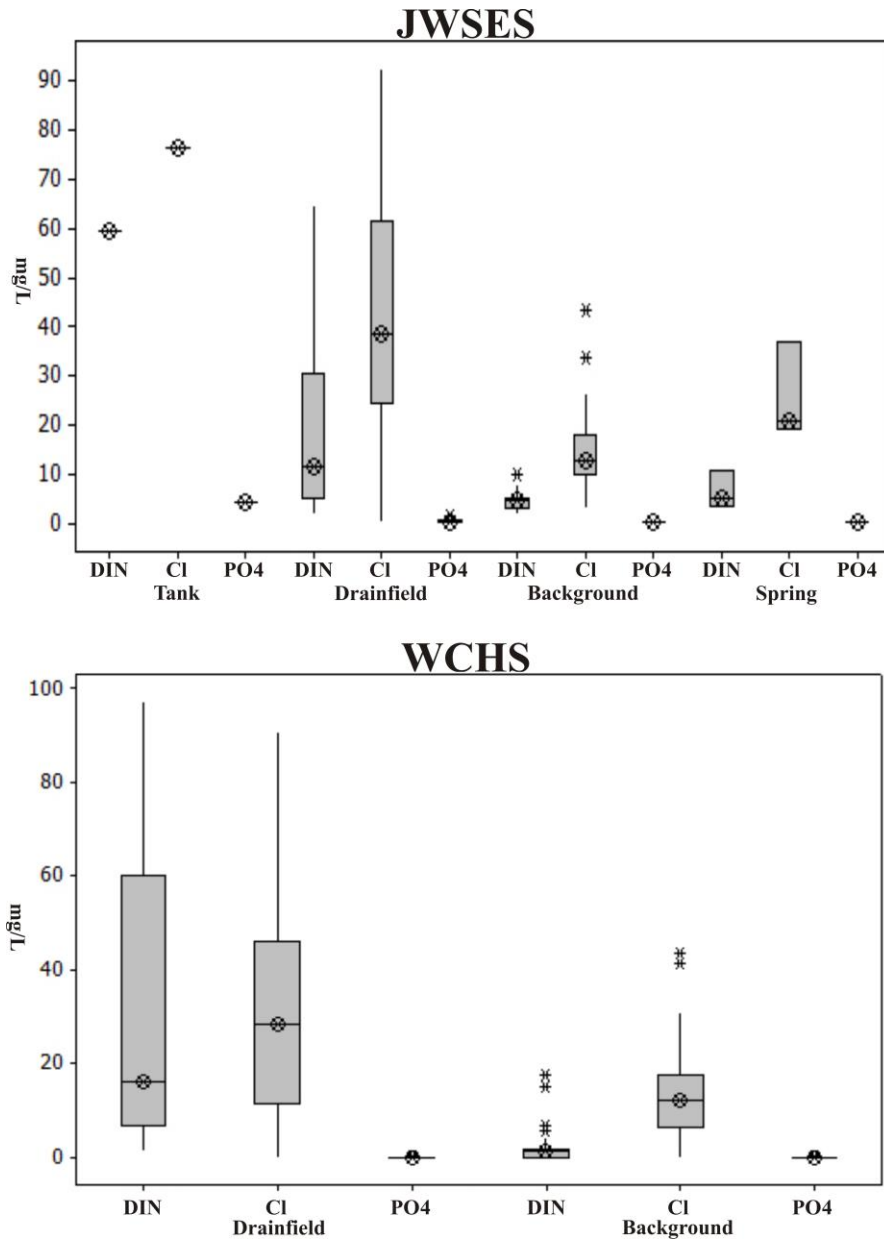 JWSES
90
80
70
60
50
40
30
20
10
0
mg/L
DIN Cl PO4 DIN Cl PO4 DIN Cl PO4 DIN Cl PO4
Tank Drainfield Background Spring
WCHS
100
80
60
40
20
0
mg/L
DIN Cl PO4 DIN Cl PO4
Drainfield Background